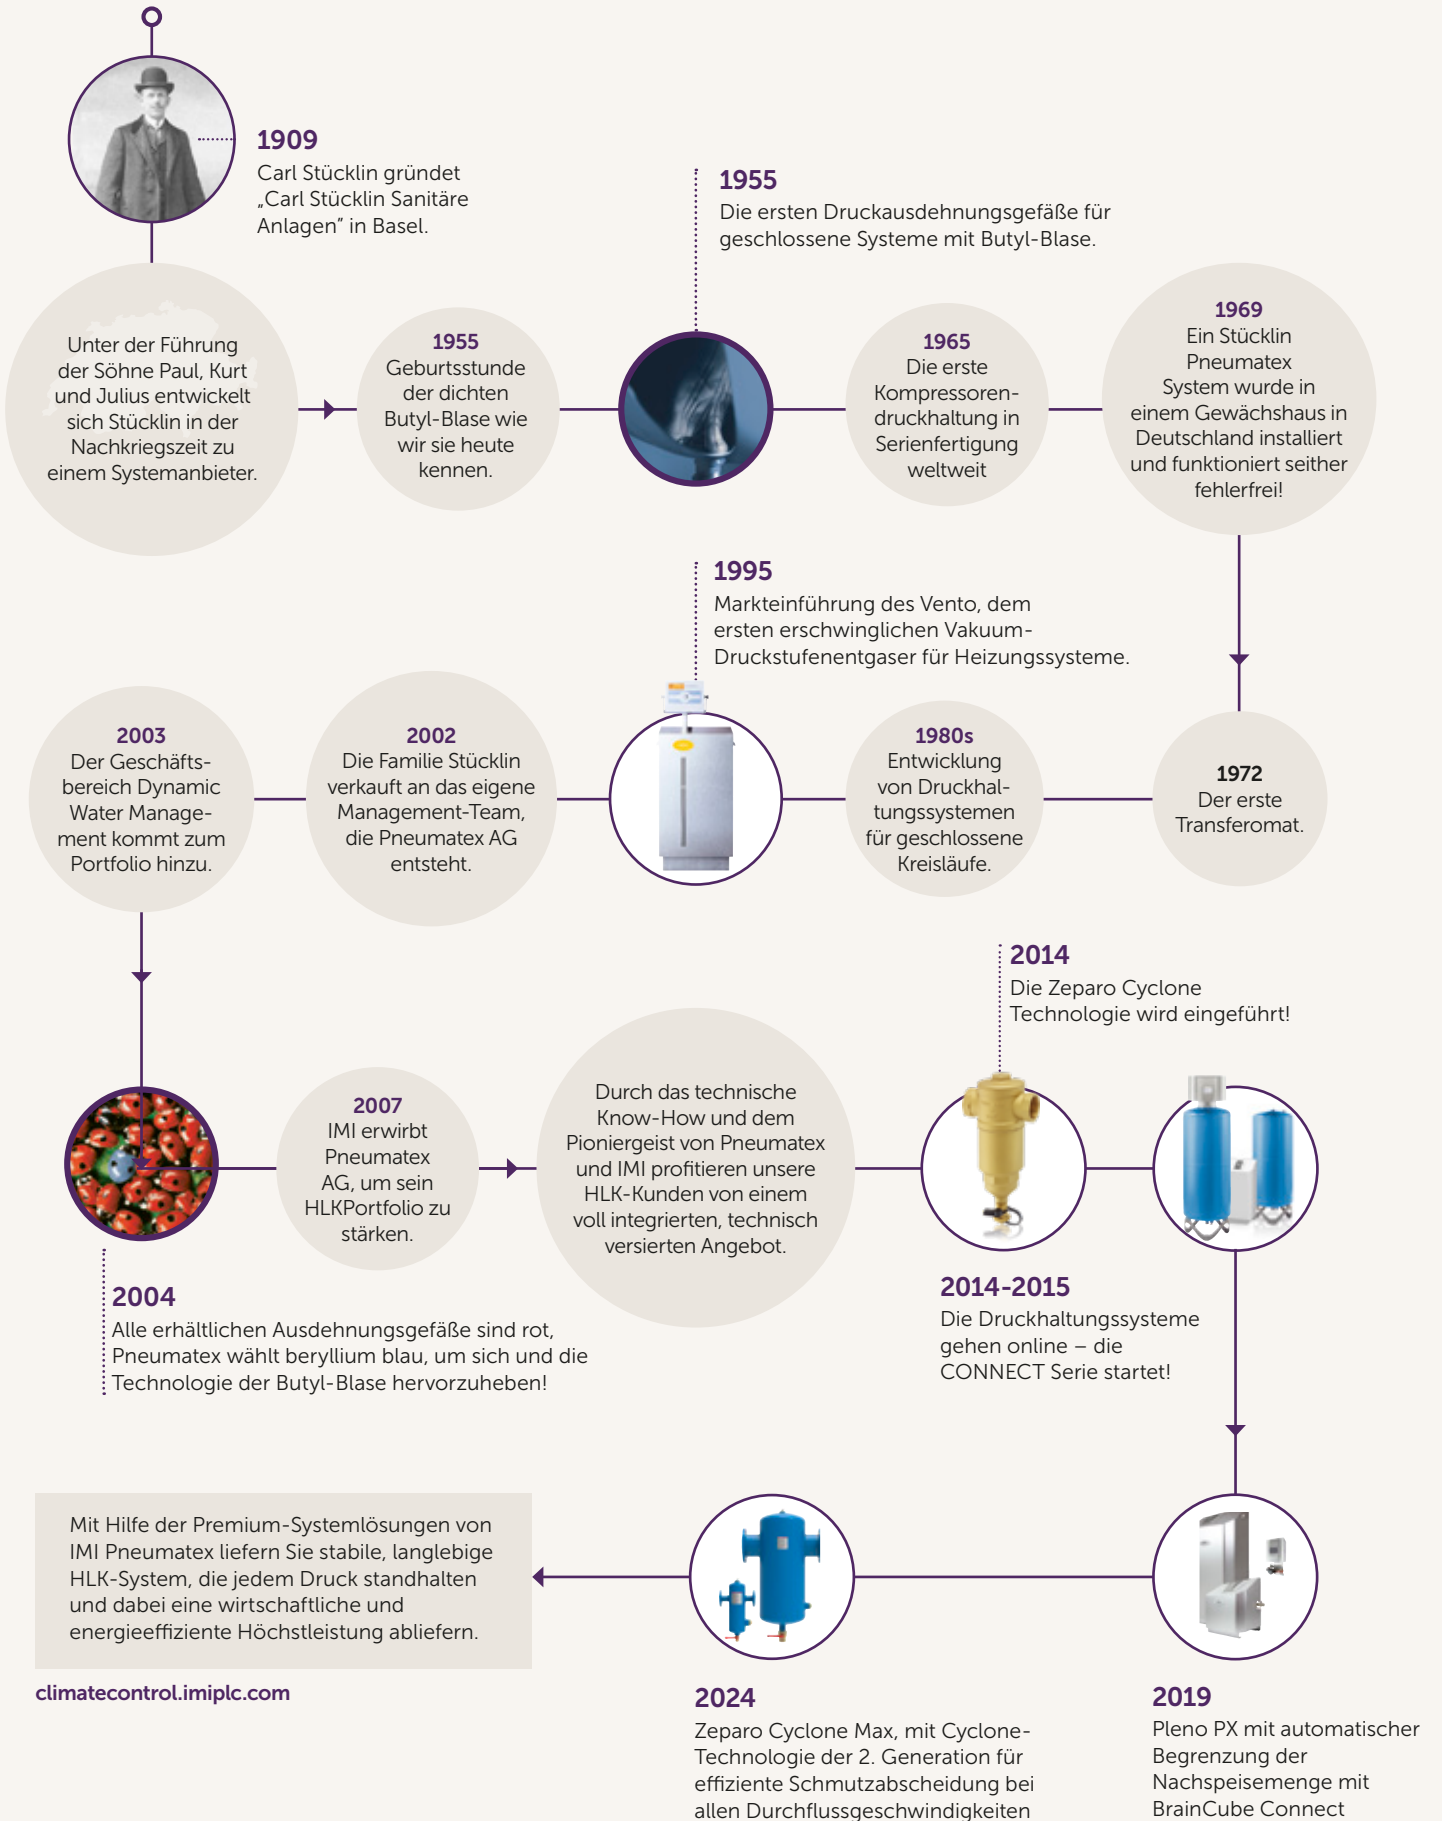 1909
Carl Stücklin gründet
„Carl Stücklin Sanitäre
Anlagen” in Basel.
1955
Die ersten Druckausdehnungsgefäße für
geschlossene Systeme mit Butyl-Blase.
Unter der Führung
der Söhne Paul, Kurt
und Julius entwickelt
sich Stücklin in der
Nachkriegszeit zu
einem Systemanbieter.
1955
Geburtsstunde
der dichten
Butyl-Blase wie
wir sie heute
kennen.
1965
Die erste
Kompressoren-
druckhaltung in
Serienfertigung
weltweit
1969
Ein Stücklin
Pneumatex
System wurde in
einem Gewächshaus in
Deutschland installiert
und funktioniert seither
fehlerfrei!
1972
Der erste
Transferomat.
1980s
Entwicklung
von Druckhal-
tungssystemen
für geschlossene
Kreisläufe.
1995
Markteinführung des Vento, dem
ersten erschwinglichen Vakuum-
Druckstufenentgaser für Heizungssysteme.
2002
Die Familie Stücklin
verkauft an das eigene
Management-Team,
die Pneumatex AG
entsteht.
2003
Der Geschäfts-
bereich Dynamic
Water Manage-
ment kommt zum
Portfolio hinzu.
2004
Alle erhältlichen Ausdehnungsgefäße sind rot,
Pneumatex wählt beryllium blau, um sich und die
Technologie der Butyl-Blase hervorzuheben!
2007
IMI erwirbt
Pneumatex
AG, um sein
HLKPortfolio zu
stärken.
Durch das technische
Know-How und dem
Pioniergeist von Pneumatex
und IMI profitieren unsere
HLK-Kunden von einem
voll integrierten, technisch
versierten Angebot.
2014
Die Zeparo Cyclone
Technologie wird eingeführt!
2014-2015
Die Druckhaltungssysteme
gehen online – die
CONNECT Serie startet!
2019
Pleno PX mit automatischer
Begrenzung der
Nachspeisemenge mit
BrainCube Connect
2024
Zeparo Cyclone Max, mit Cyclone-
Technologie der 2. Generation für
effiziente Schmutzabscheidung bei
allen Durchflussgeschwindigkeiten
Mit Hilfe der Premium-Systemlösungen von
IMI Pneumatex liefern Sie stabile, langlebige
HLK-System, die jedem Druck standhalten
und dabei eine wirtschaftliche und
energieeffiziente Höchstleistung abliefern.
climatecontrol.imiplc.com